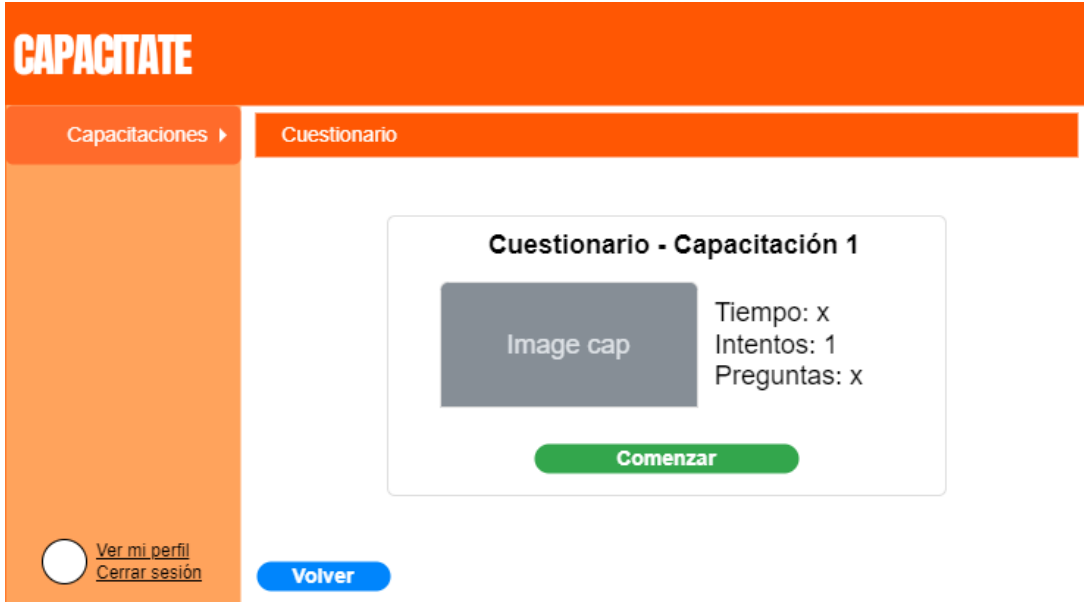 CAPACITATE
Capacitaciones
Cuestionario
Cuestionario - Capacitación 1
Image cap
Tiempo: x
Intentos: 1
Preguntas: x
Comenzar
Ver mi perfil
Cerrar sesión
Volver